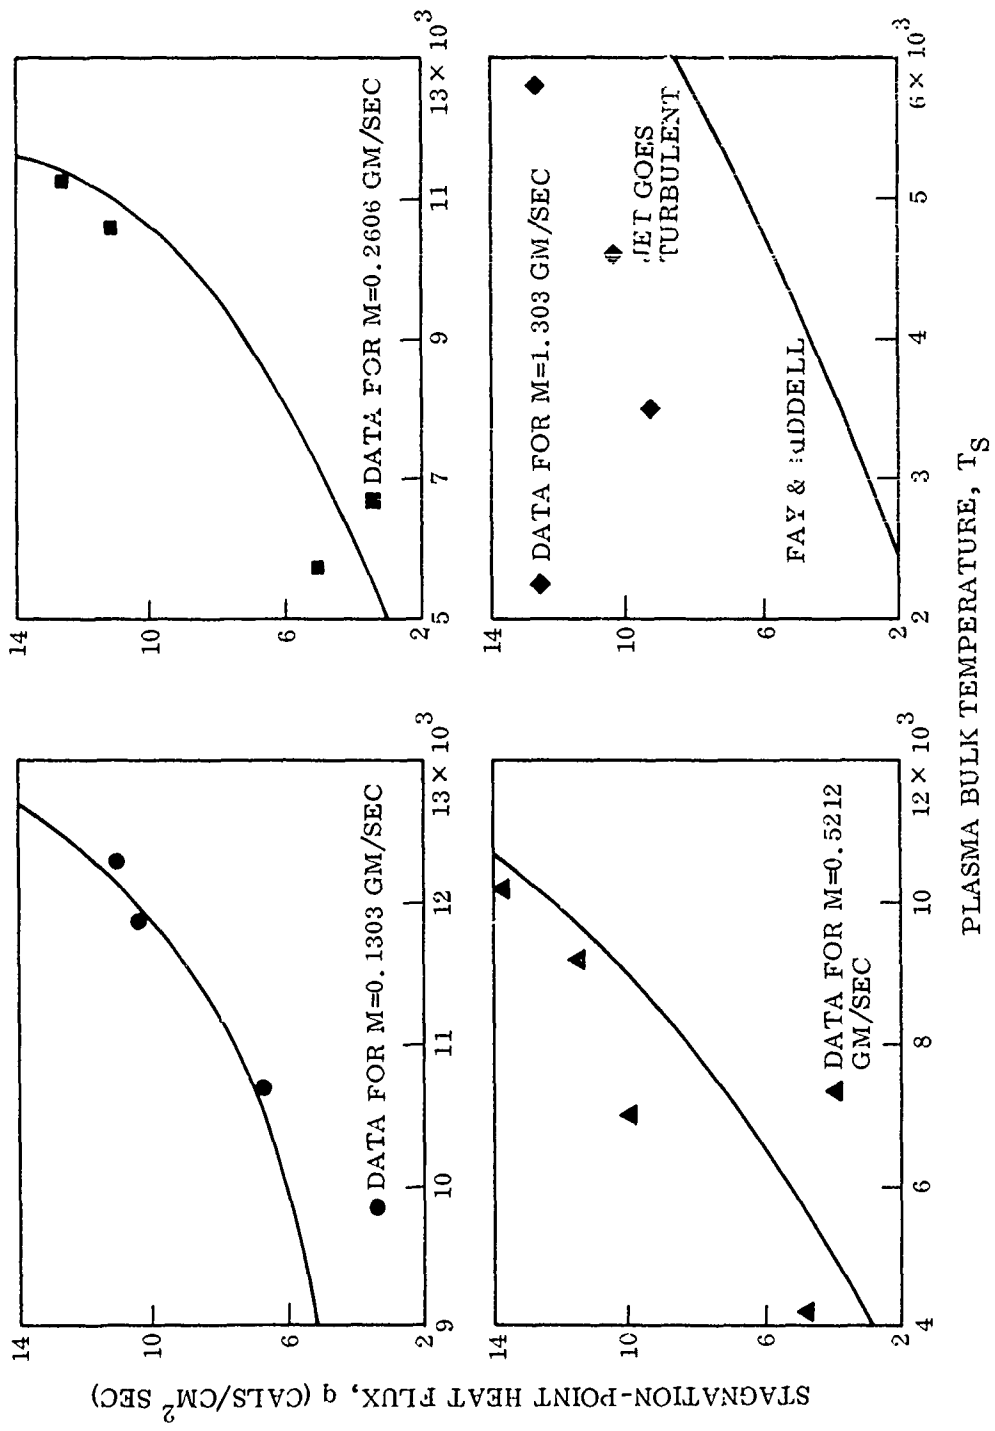 STAGNATION-POINT HEAT FLUX, q (CALS/CM² SEC)
14
10
6
2
9
10
11
12
13 × 10³
DATA FOR M=0.1303 GM/SEC
14
10
6
2
5
7
9
11
13 × 10³
DATA FOR M=0.2606 GM/SEC
14
10
6
2
4
6
8
10
12 × 10³
DATA FOR M=0.5212
GM/SEC
14
10
6
2
2
3
4
5
6 × 10³
DATA FOR M=1.303 GM/SEC
JET GOES
TURBULENT
FAY &
PLASMA BULK TEMPERATURE, T_S